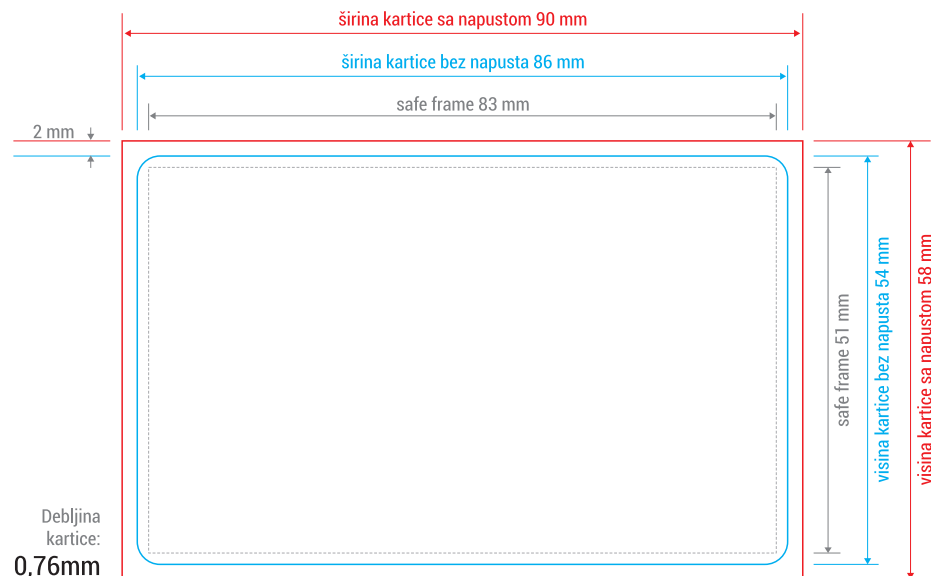 širina kartice sa napustom 90 mm
širina kartice bez napusta 86 mm
safe frame 83 mm
2 mm
safe frame 51 mm
visina kartice bez napusta 54 mm
visina kartice sa napustom 58 mm
Debljina
kartice:
0,76mm